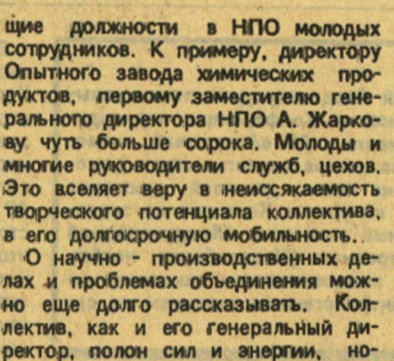 щие должности в НПО молодых
сотрудников. К примеру, директору
Опытного завода химических про-
дуктов, первому заместителю гене-
рального директора НПО А. Жарко-
ву чуть больше сорока. Молоды и
многие руководители служб, цехов.
Это вселяет веру в неиссякаемость
творческого потенциала коллектива,
в его долгосрочную мобильность.
О научно - производственных де-
лах и проблемах объединения мож-
но еще долго рассказывать. Кол-
лектив, как и его генеральный ди-
ректор, полон сил и энергии, но-